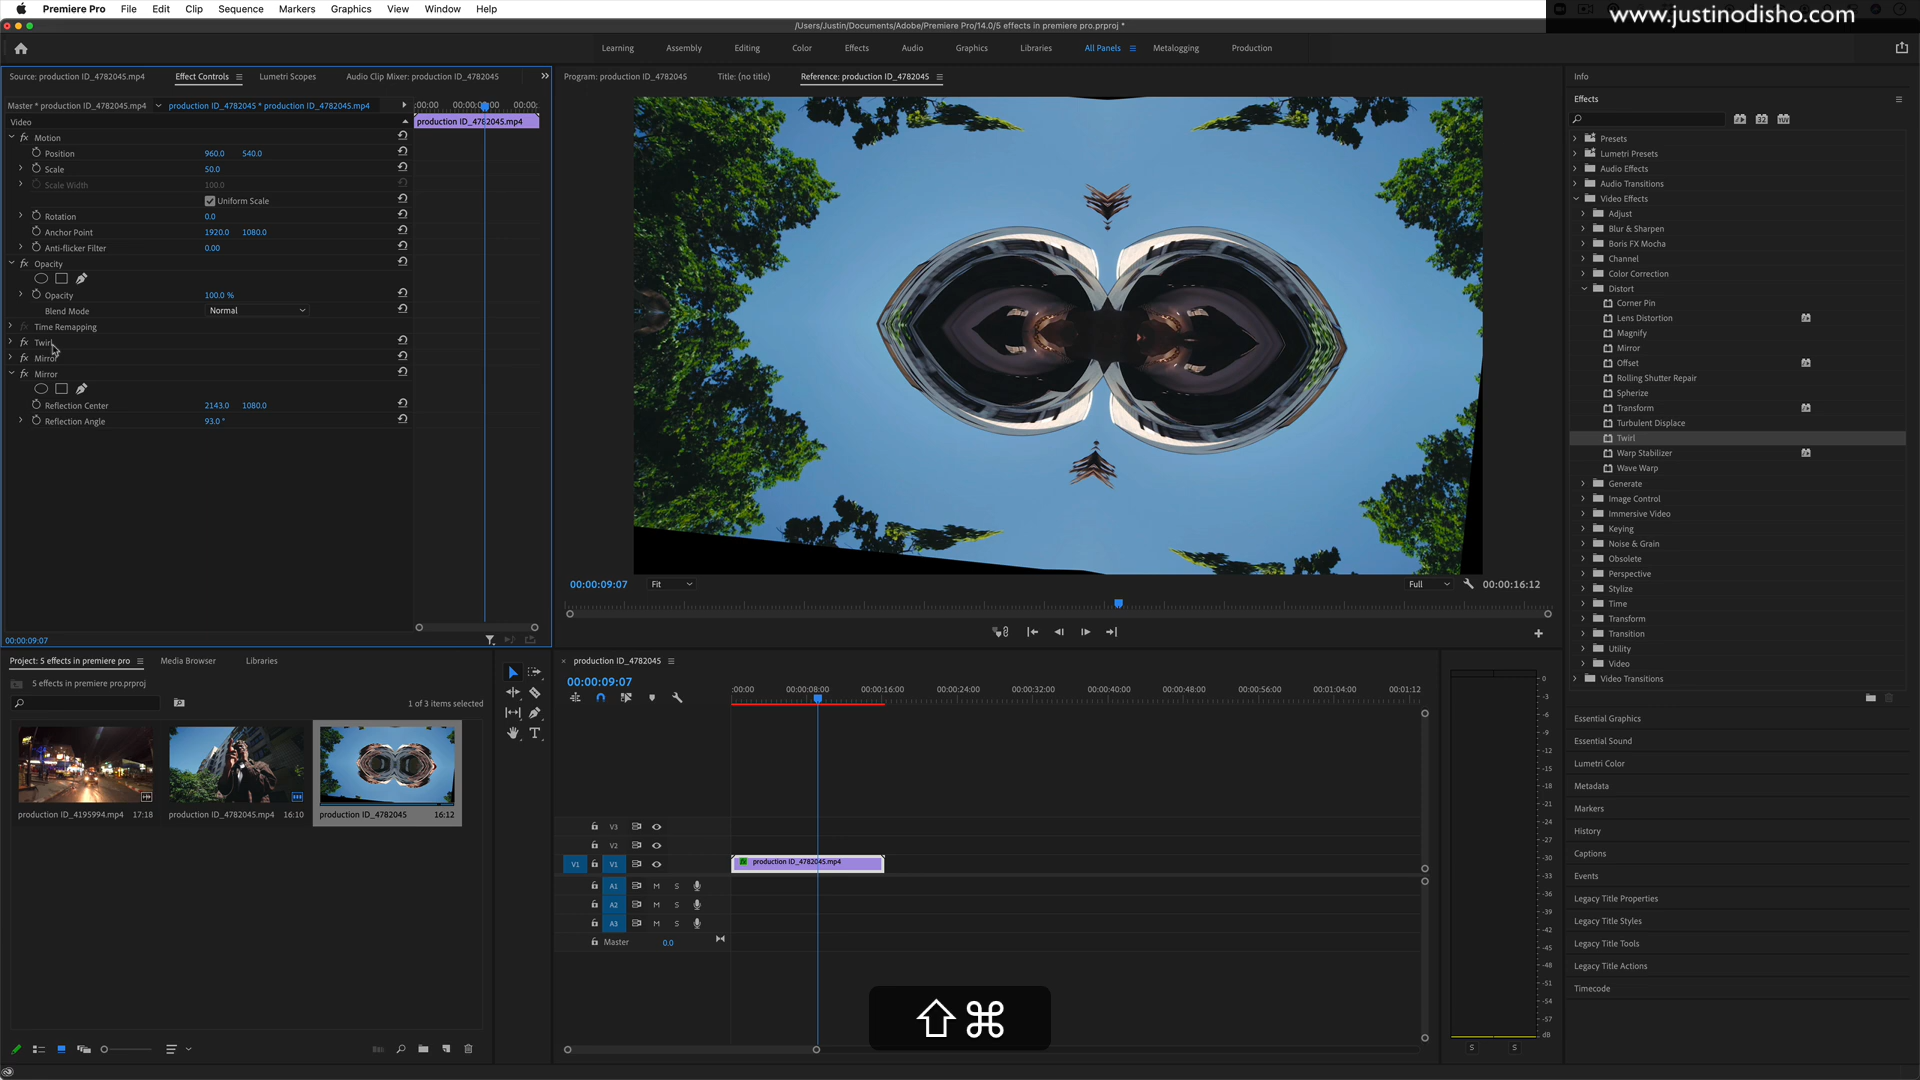 Premiere Pro File Edit Clip Sequence Markers Graphics View Window Help
www.justinodisho.com
/Users/Justin/Documents/Adobe/Premiere Pro/14.0/5 effects in premiere pro.prproj *
Learning Assembly Editing Color Effects Audio Graphics Libraries All Panels Metalogging Production
Source: production ID_4782045.mp4 Effect Controls Lumetri Scopes Audio Clip Mixer: production ID_4782045
Master * production ID_4782045.mp4 production ID_4782045 * production ID_4782045.mp4
:00:00 00:00: 00:00:
Video
production ID_4782045.mp4
Motion
Position 960.0 540.0
Scale 50.0
Scale Width 100.0
Uniform Scale
Rotation 0.0
Anchor Point 1920.0 1080.0
Anti-flicker Filter 0.00
Opacity
Opacity 100.0 %
Blend Mode Normal
Time Remapping
Twirl
Mirror
Mirror
Reflection Center 2143.0 1080.0
Reflection Angle 93.0 °
00:00:09:07
Program: production ID_4782045 Title: (no title) Reference: production ID_4782045
00:00:09:07 Fit Full 00:00:16:12
Info
Effects
Presets
Lumetri Presets
Audio Effects
Audio Transitions
Video Effects
Adjust
Blur & Sharpen
Boris FX Mocha
Channel
Color Correction
Distort
Corner Pin
Lens Distortion
Magnify
Mirror
Offset
Rolling Shutter Repair
Spherize
Transform
Turbulent Displace
Twirl
Warp Stabilizer
Wave Warp
Generate
Image Control
Immersive Video
Keying
Noise & Grain
Obsolete
Perspective
Stylize
Time
Transform
Transition
Utility
Video
Video Transitions
Essential Graphics
Essential Sound
Lumetri Color
Metadata
Markers
History
Captions
Events
Legacy Title Properties
Legacy Title Styles
Legacy Title Tools
Legacy Title Actions
Timecode
Project: 5 effects in premiere pro Media Browser Libraries
5 effects in premiere pro.prproj
1 of 3 items selected
production ID_4195994.mp4 17:18 production ID_4782045.mp4 16:10 production ID_4782045 16:12
production ID_4782045
00:00:09:07
:00:00 00:00:08:00 00:00:16:00 00:00:24:00 00:00:32:00 00:00:40:00 00:00:48:00 00:00:56:00 00:01:04:00 00:01:12
V3
V2
V1 V1 production ID_4782045.mp4
A1 M S
A2 M S
A3 M S
Master 0.0
0
-3
-6
-9
-12
-15
-18
-21
-24
-27
-30
-33
-36
-39
-42
-45
-48
-51
-54
-57
dB
S S